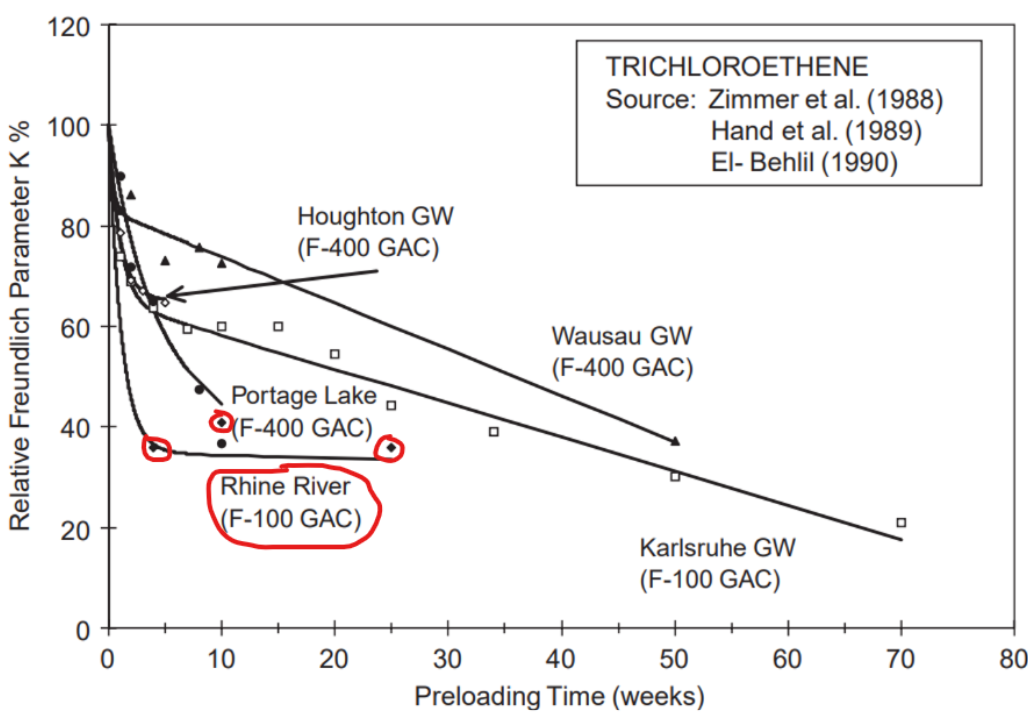 120
100
80
60
40
20
0
Relative Freundlich Parameter K %
TRICHLOROETHENE
Source: Zimmer et al. (1988)
Hand et al. (1989)
El- Behlil (1990)
Houghton GW
(F-400 GAC)
Wausau GW
(F-400 GAC)
Portage Lake
(F-400 GAC)
Rhine River
(F-100 GAC)
Karlsruhe GW
(F-100 GAC)
0 10 20 30 40 50 60 70 80
Preloading Time (weeks)